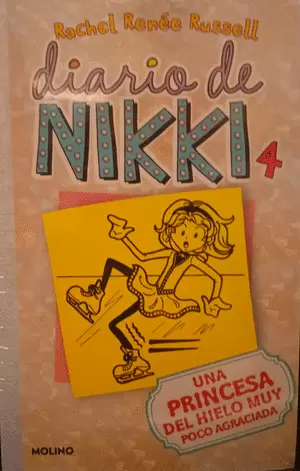 Rachel Renée Russell
diario de
NIKKI 4
UNA
PRINCESA
DEL HIELO MUY
POCO AGRACIADA
MOLINO